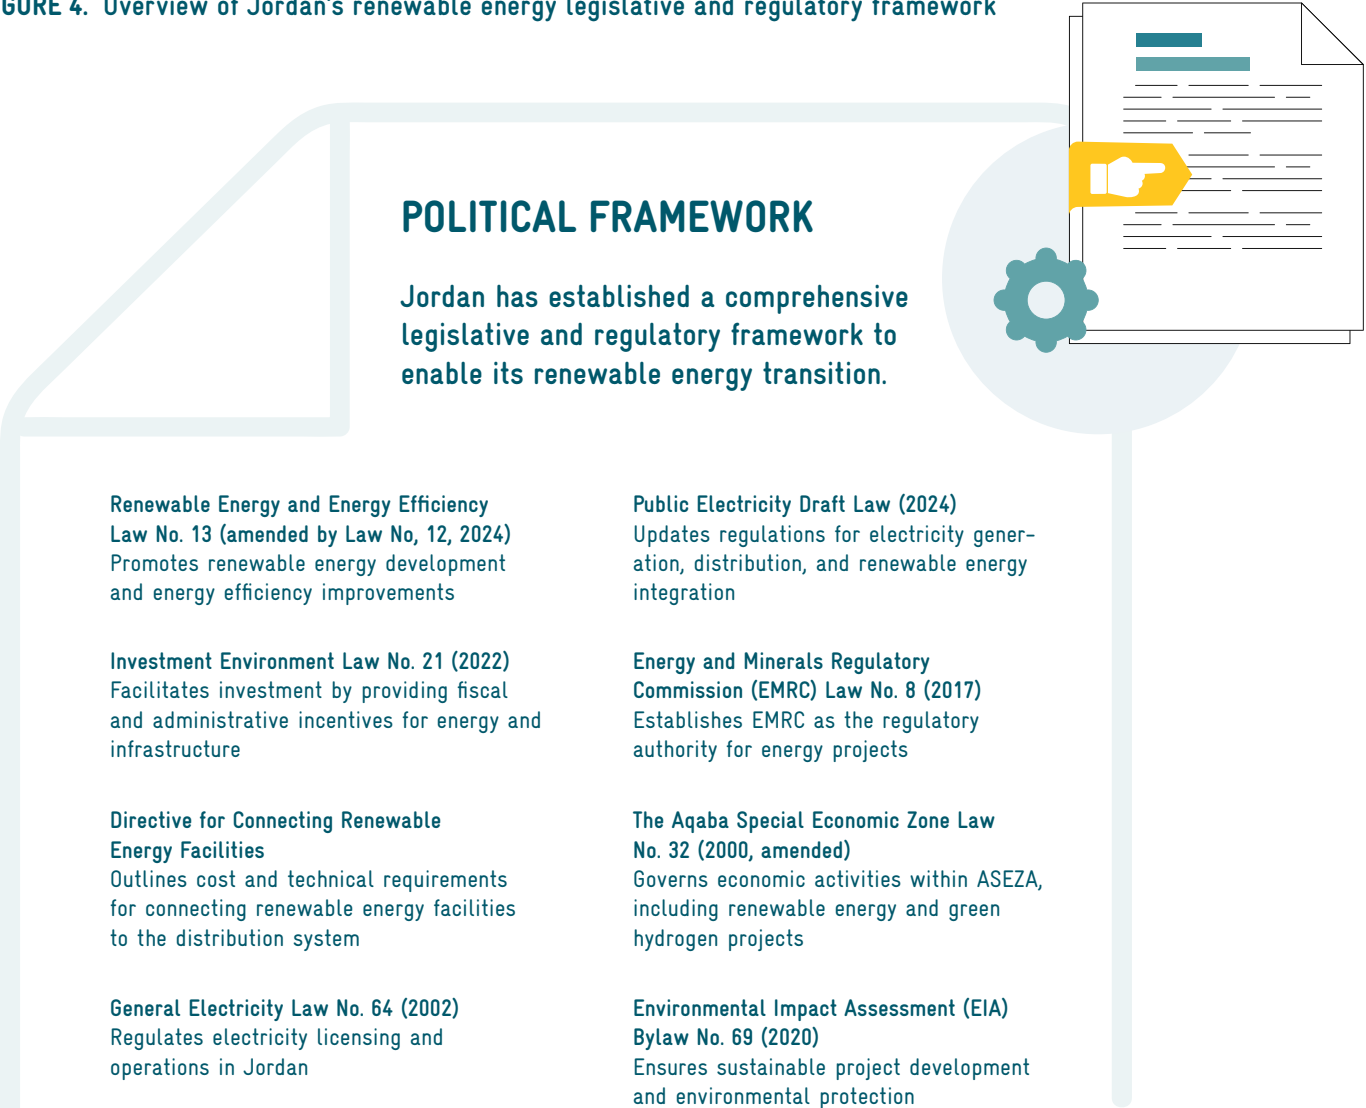 GURE 4. Overview of Jordan's renewable energy legislative and regulatory framework
POLITICAL FRAMEWORK
Jordan has established a comprehensive
legislative and regulatory framework to
enable its renewable energy transition.
Renewable Energy and Energy Efficiency
Law No. 13 (amended by Law No, 12, 2024)
Promotes renewable energy development
and energy efficiency improvements
Investment Environment Law No. 21 (2022)
Facilitates investment by providing fiscal
and administrative incentives for energy and
infrastructure
Directive for Connecting Renewable
Energy Facilities
Outlines cost and technical requirements
for connecting renewable energy facilities
to the distribution system
General Electricity Law No. 64 (2002)
Regulates electricity licensing and
operations in Jordan
Public Electricity Draft Law (2024)
Updates regulations for electricity gener-
ation, distribution, and renewable energy
integration
Energy and Minerals Regulatory
Commission (EMRC) Law No. 8 (2017)
Establishes EMRC as the regulatory
authority for energy projects
The Aqaba Special Economic Zone Law
No. 32 (2000, amended)
Governs economic activities within ASEZA,
including renewable energy and green
hydrogen projects
Environmental Impact Assessment (EIA)
Bylaw No. 69 (2020)
Ensures sustainable project development
and environmental protection